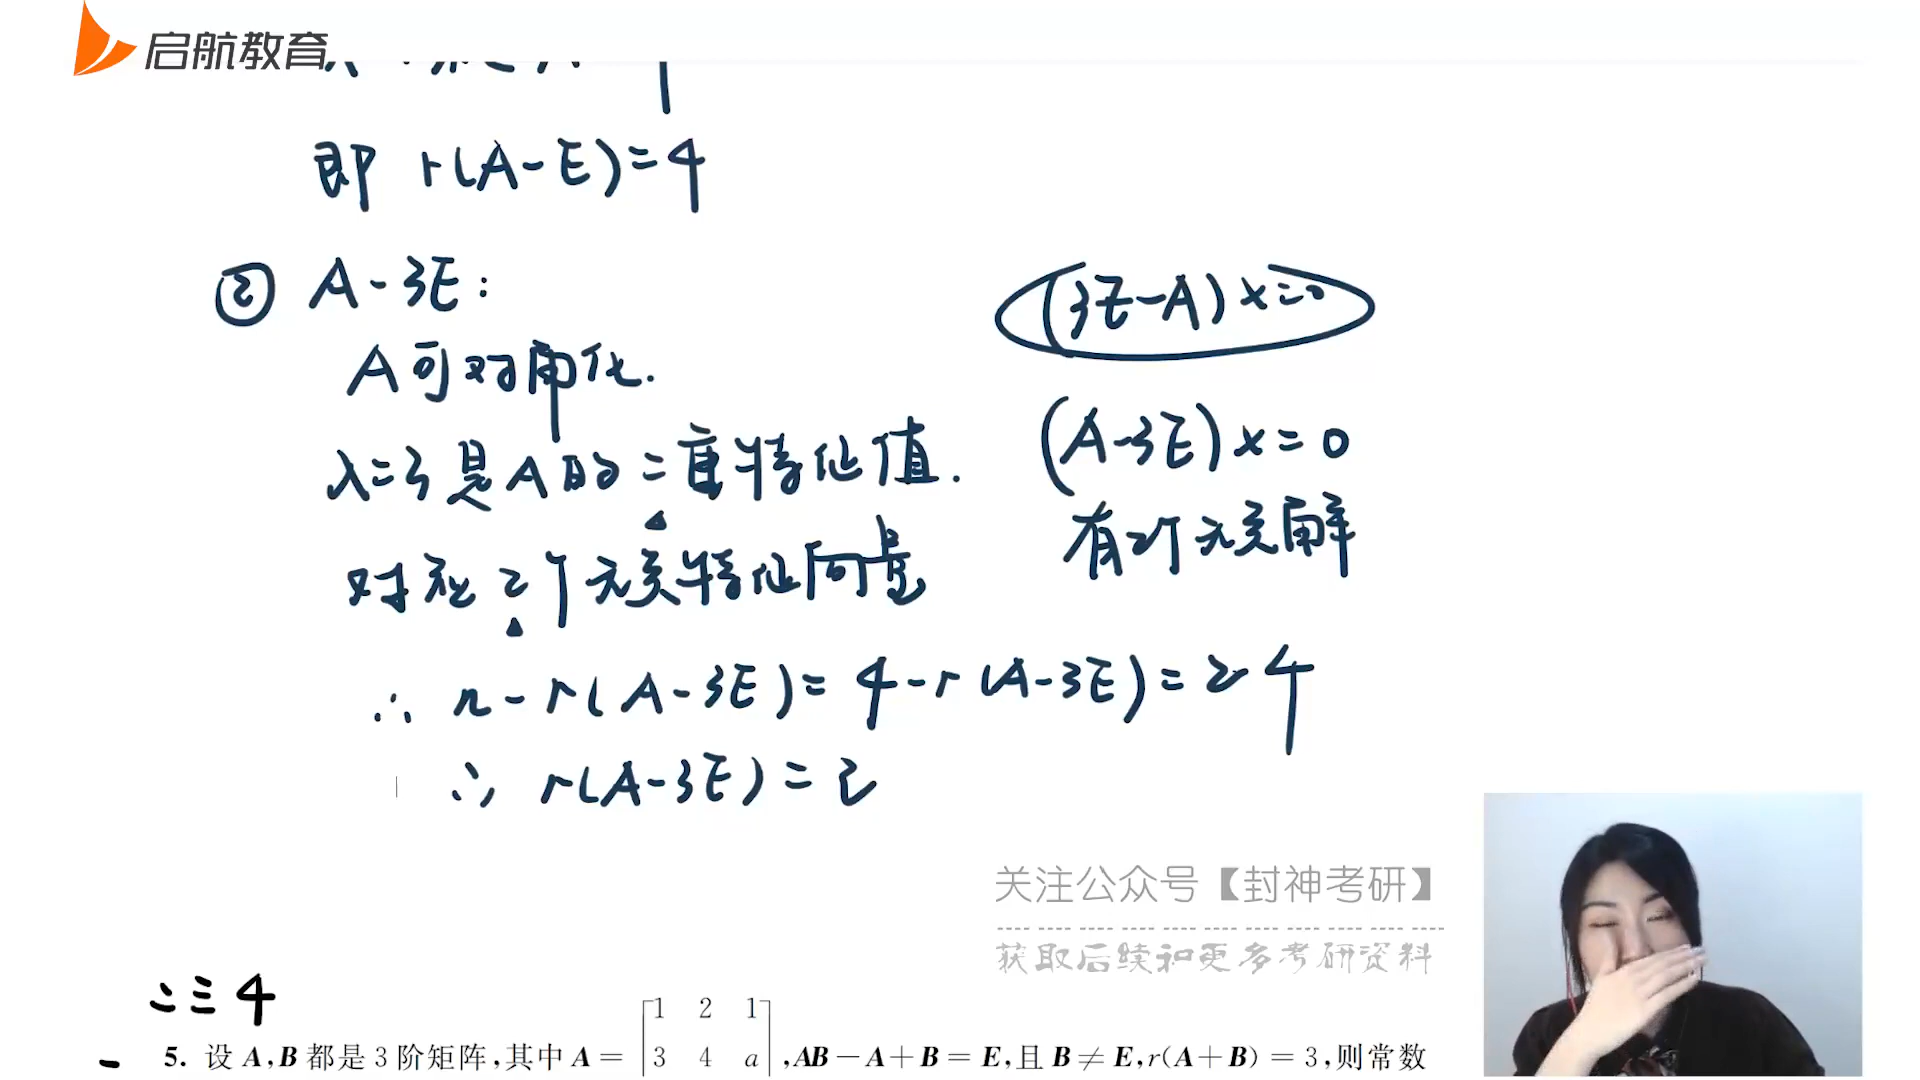 启航教育
即 r(A-E)=4
② A-3E:
A可对角化.
λ=3是A的二重特征值.
对应2个无关特征向量
∴ n-r(A-3E)=4-r(A-3E)=2个
∴ r(A-3E)=2
(3E-A)x=0
(A-3E)x=0
有2个无关解
关注公众号【封神考研】
获取后续和更多考研资料
二三4
5. 设 A,B 都是 3 阶矩阵,其中 A = [1 2 1
3 4 a] ,AB-A+B=E,且 B≠E,r(A+B)=3,则常数